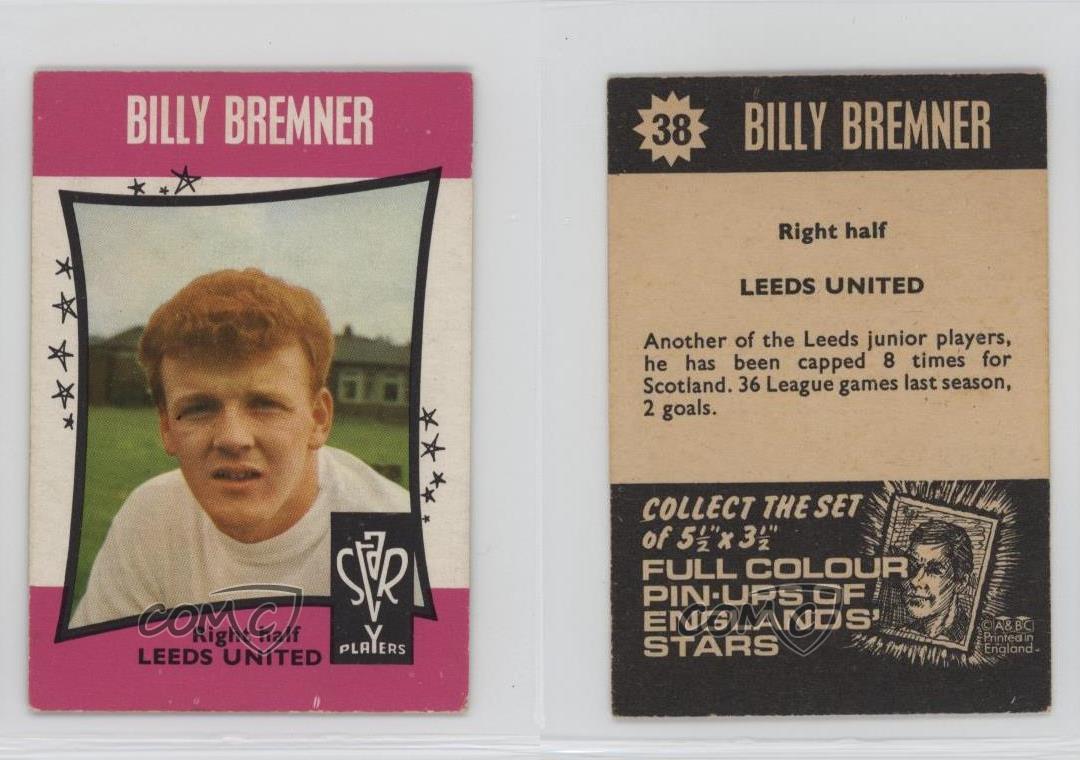 BILLY BREMNER
STAR
PLAYERS
Right half
LEEDS UNITED
COMC
38
BILLY BREMNER
Right half
LEEDS UNITED
Another of the Leeds junior players,
he has been capped 8 times for
Scotland. 36 League games last season,
2 goals.
COLLECT THE SET
of 5½" x 3½"
FULL COLOUR
PIN-UPS OF
ENGLANDS'
STARS
© A&BC
Printed in
England
COMC